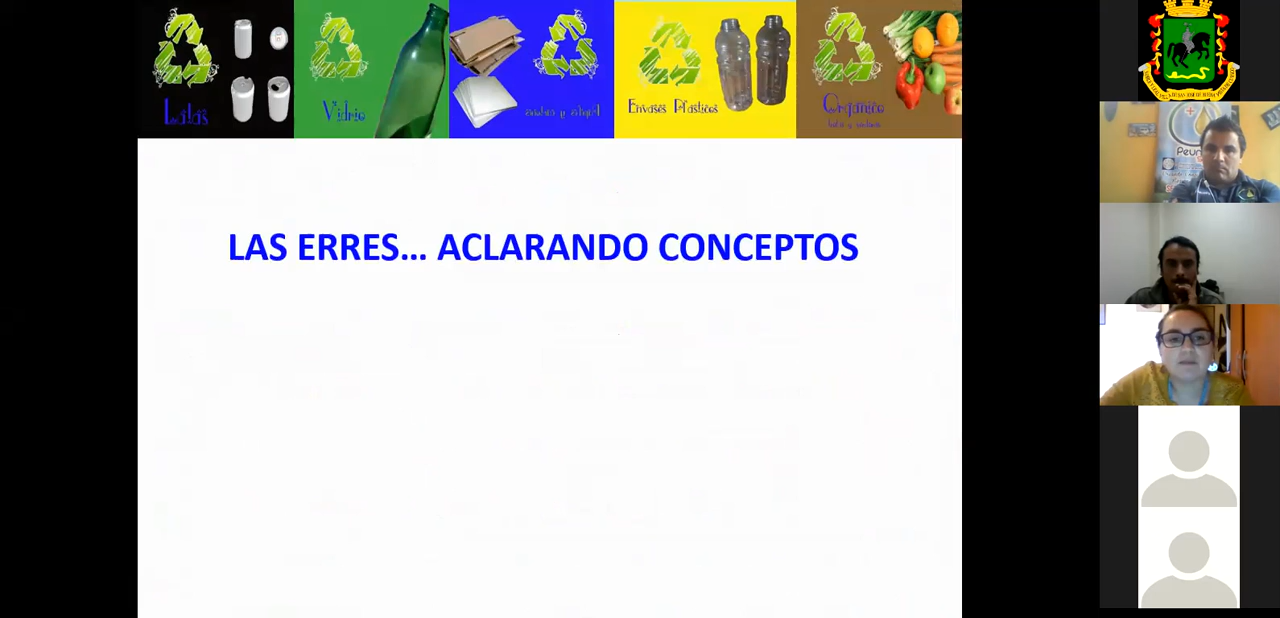 Latas
Vidrio
Envases Plásticos
Orgánico
LAS ERRES... ACLARANDO CONCEPTOS